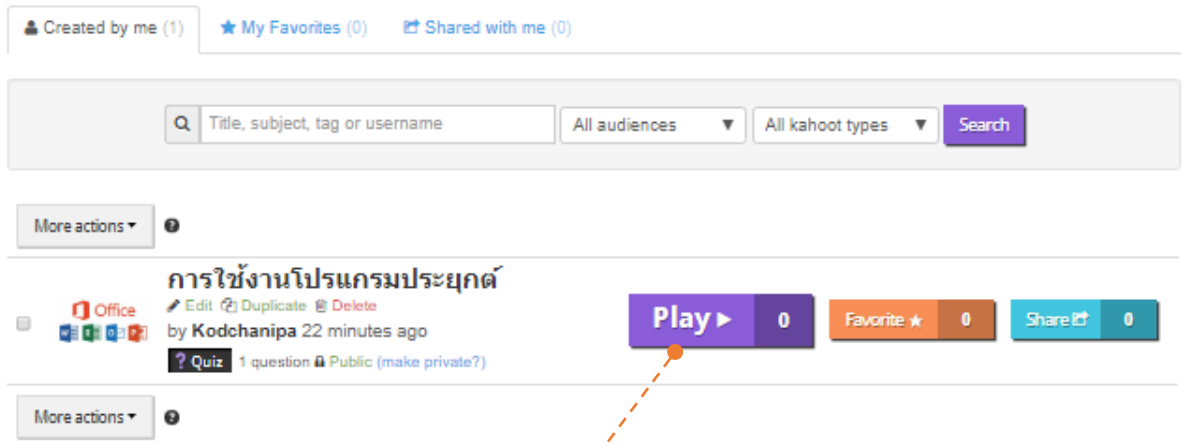 Created by me (1) My Favorites (0) Shared with me (0)
Title, subject, tag or username All audiences All kahoot types Search
More actions
การใช้งานโปรแกรมประยุกต์
Office Edit Duplicate Delete
Play 0 Favorite 0 Share 0
by Kodchanipa 22 minutes ago
? Quiz 1 question Public (make private?)
More actions